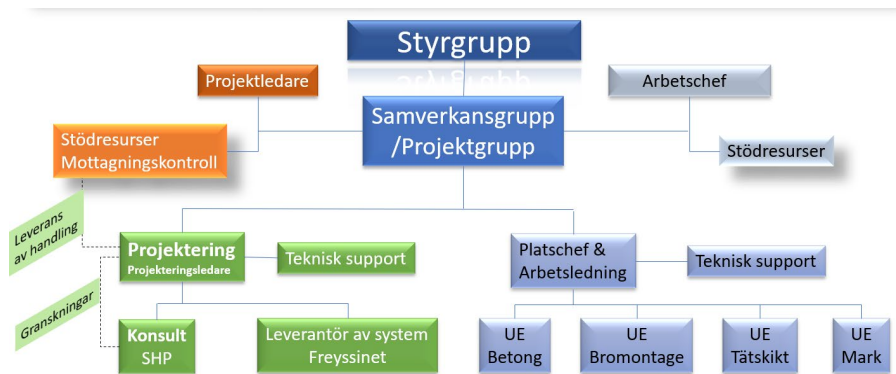 Styrgrupp
Projektledare
Arbetschef
Samverkansgrupp
/Projektgrupp
Stödresurser
Mottagningskontroll
Stödresurser
Leverans
av handling
Projektering
Projekteringsledare
Teknisk support
Platschef &
Arbetsledning
Teknisk support
Granskningar
Konsult
SHP
Leverantör av system
Freyssinet
UE
Betong
UE
Bromontage
UE
Tätskikt
UE
Mark